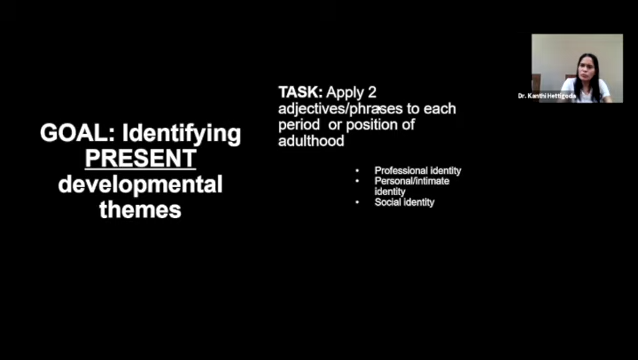 GOAL: Identifying
PRESENT
developmental
themes
TASK: Apply 2
adjectives/phrases to each
period or position of
adulthood
• Professional identity
• Personal/intimate
identity
• Social identity
Dr. Kanthi Hettigoda